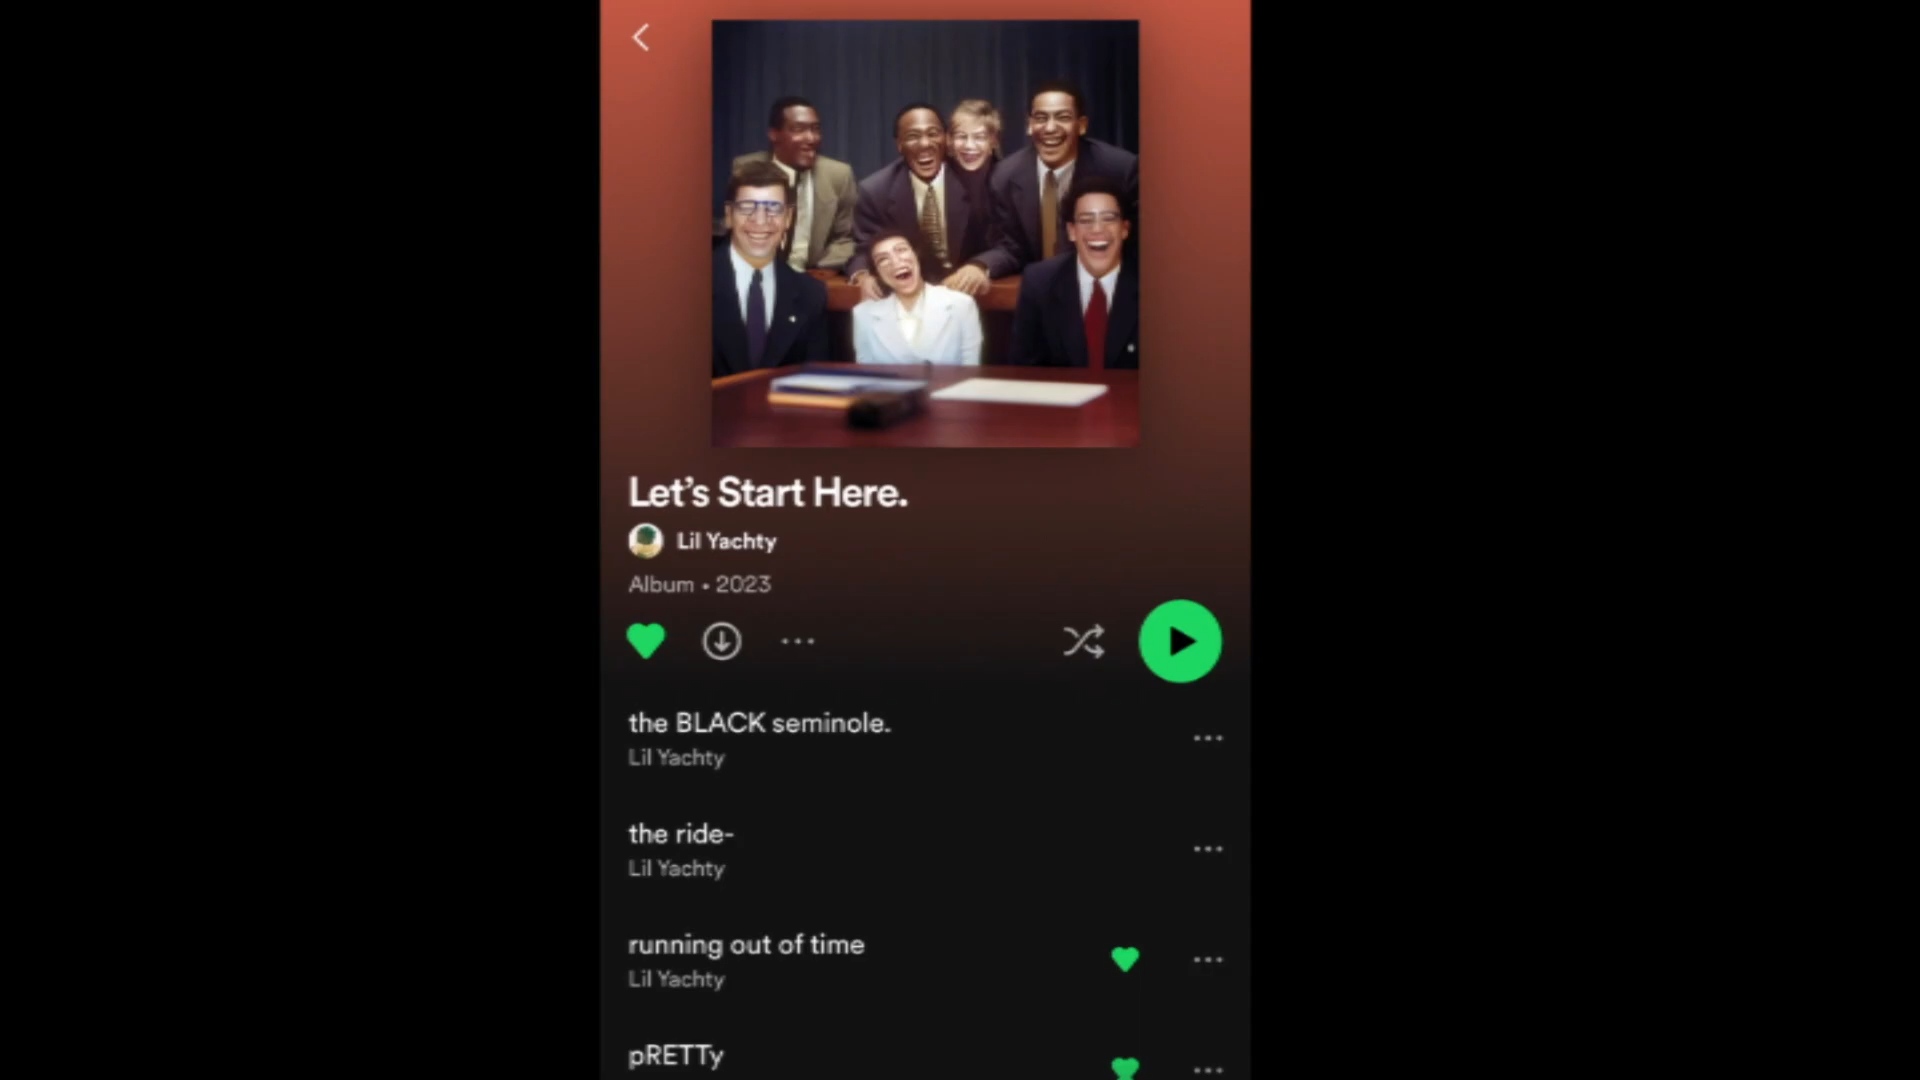 Let's Start Here.
Lil Yachty
Album • 2023
the BLACK seminole.
Lil Yachty
the ride-
Lil Yachty
running out of time
Lil Yachty
pRETTy